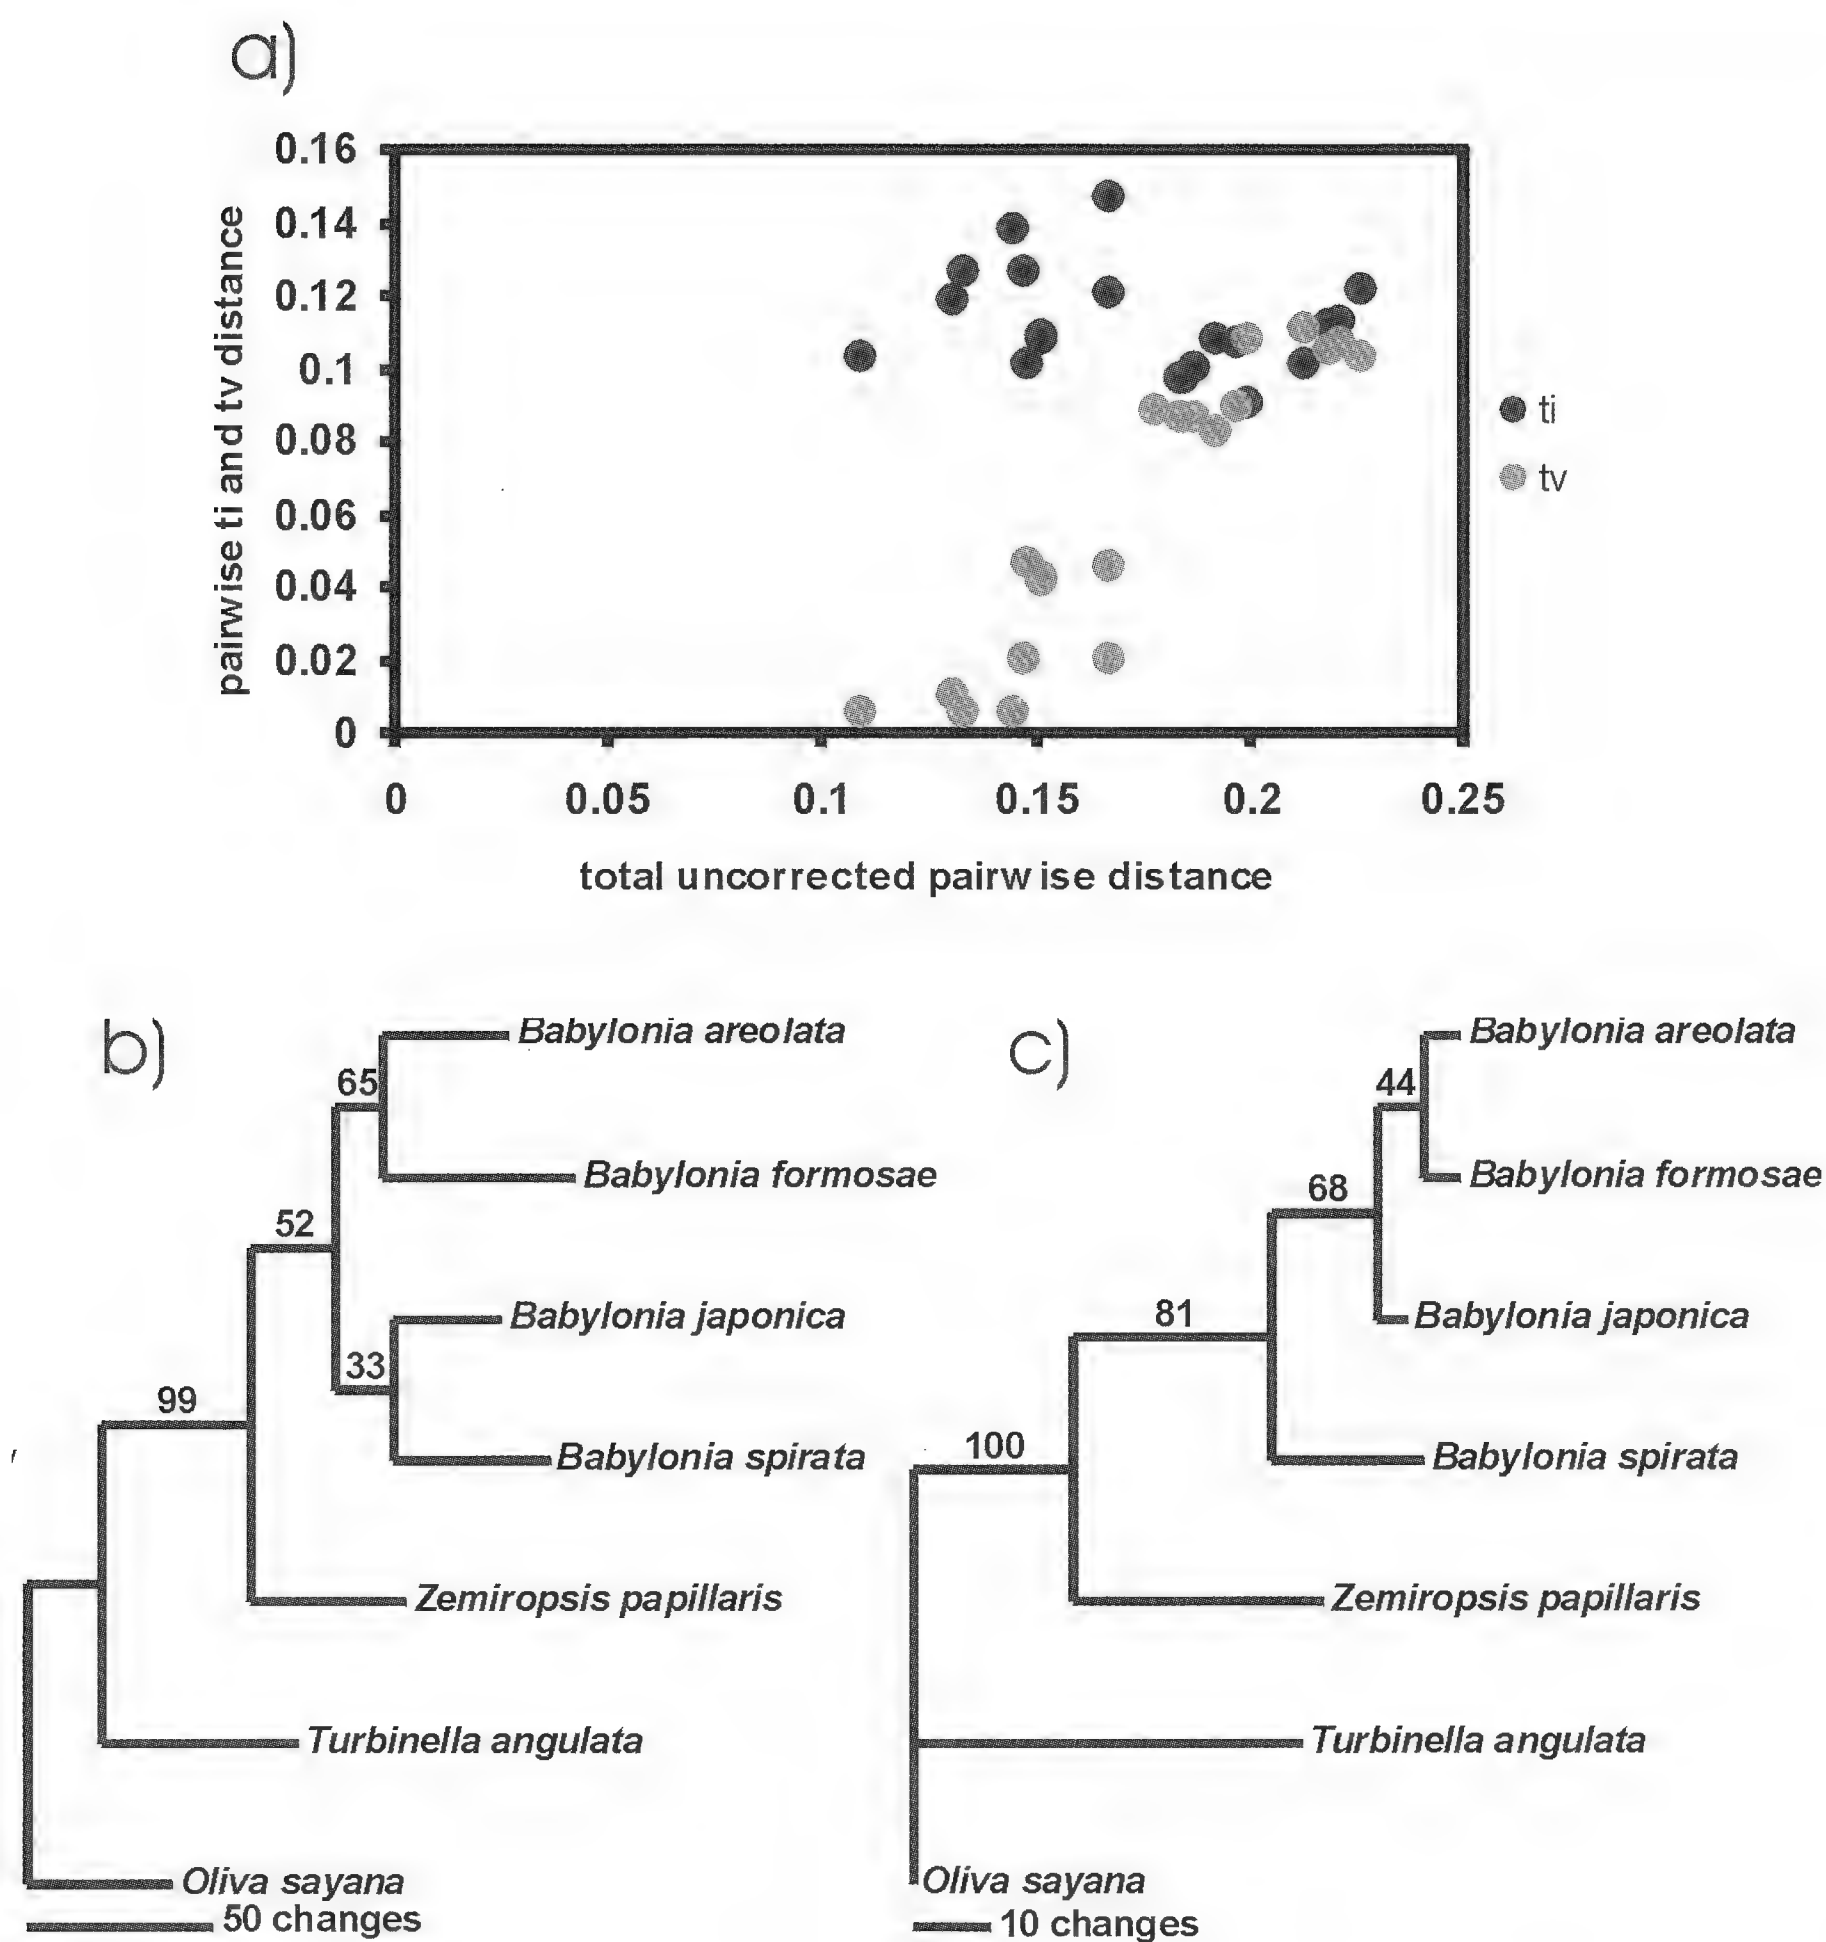 a)
0.16
0.14
0.12
0.1
0.08
0.06
0.04
0.02
0
pairwise ti and tv distance
0 0.05 0.1 0.15 0.2 0.25
total uncorrected pairwise distance
ti
tv
b)
Babylonia areolata
65
Babylonia formosae
52
Babylonia japonica
33
99
Babylonia spirata
Zemiropsis papillaris
Turbinella angulata
Oliva sayana
50 changes
c)
Babylonia areolata
44
Babylonia formosae
68
Babylonia japonica
81
Babylonia spirata
100
Zemiropsis papillaris
Turbinella angulata
Oliva sayana
10 changes